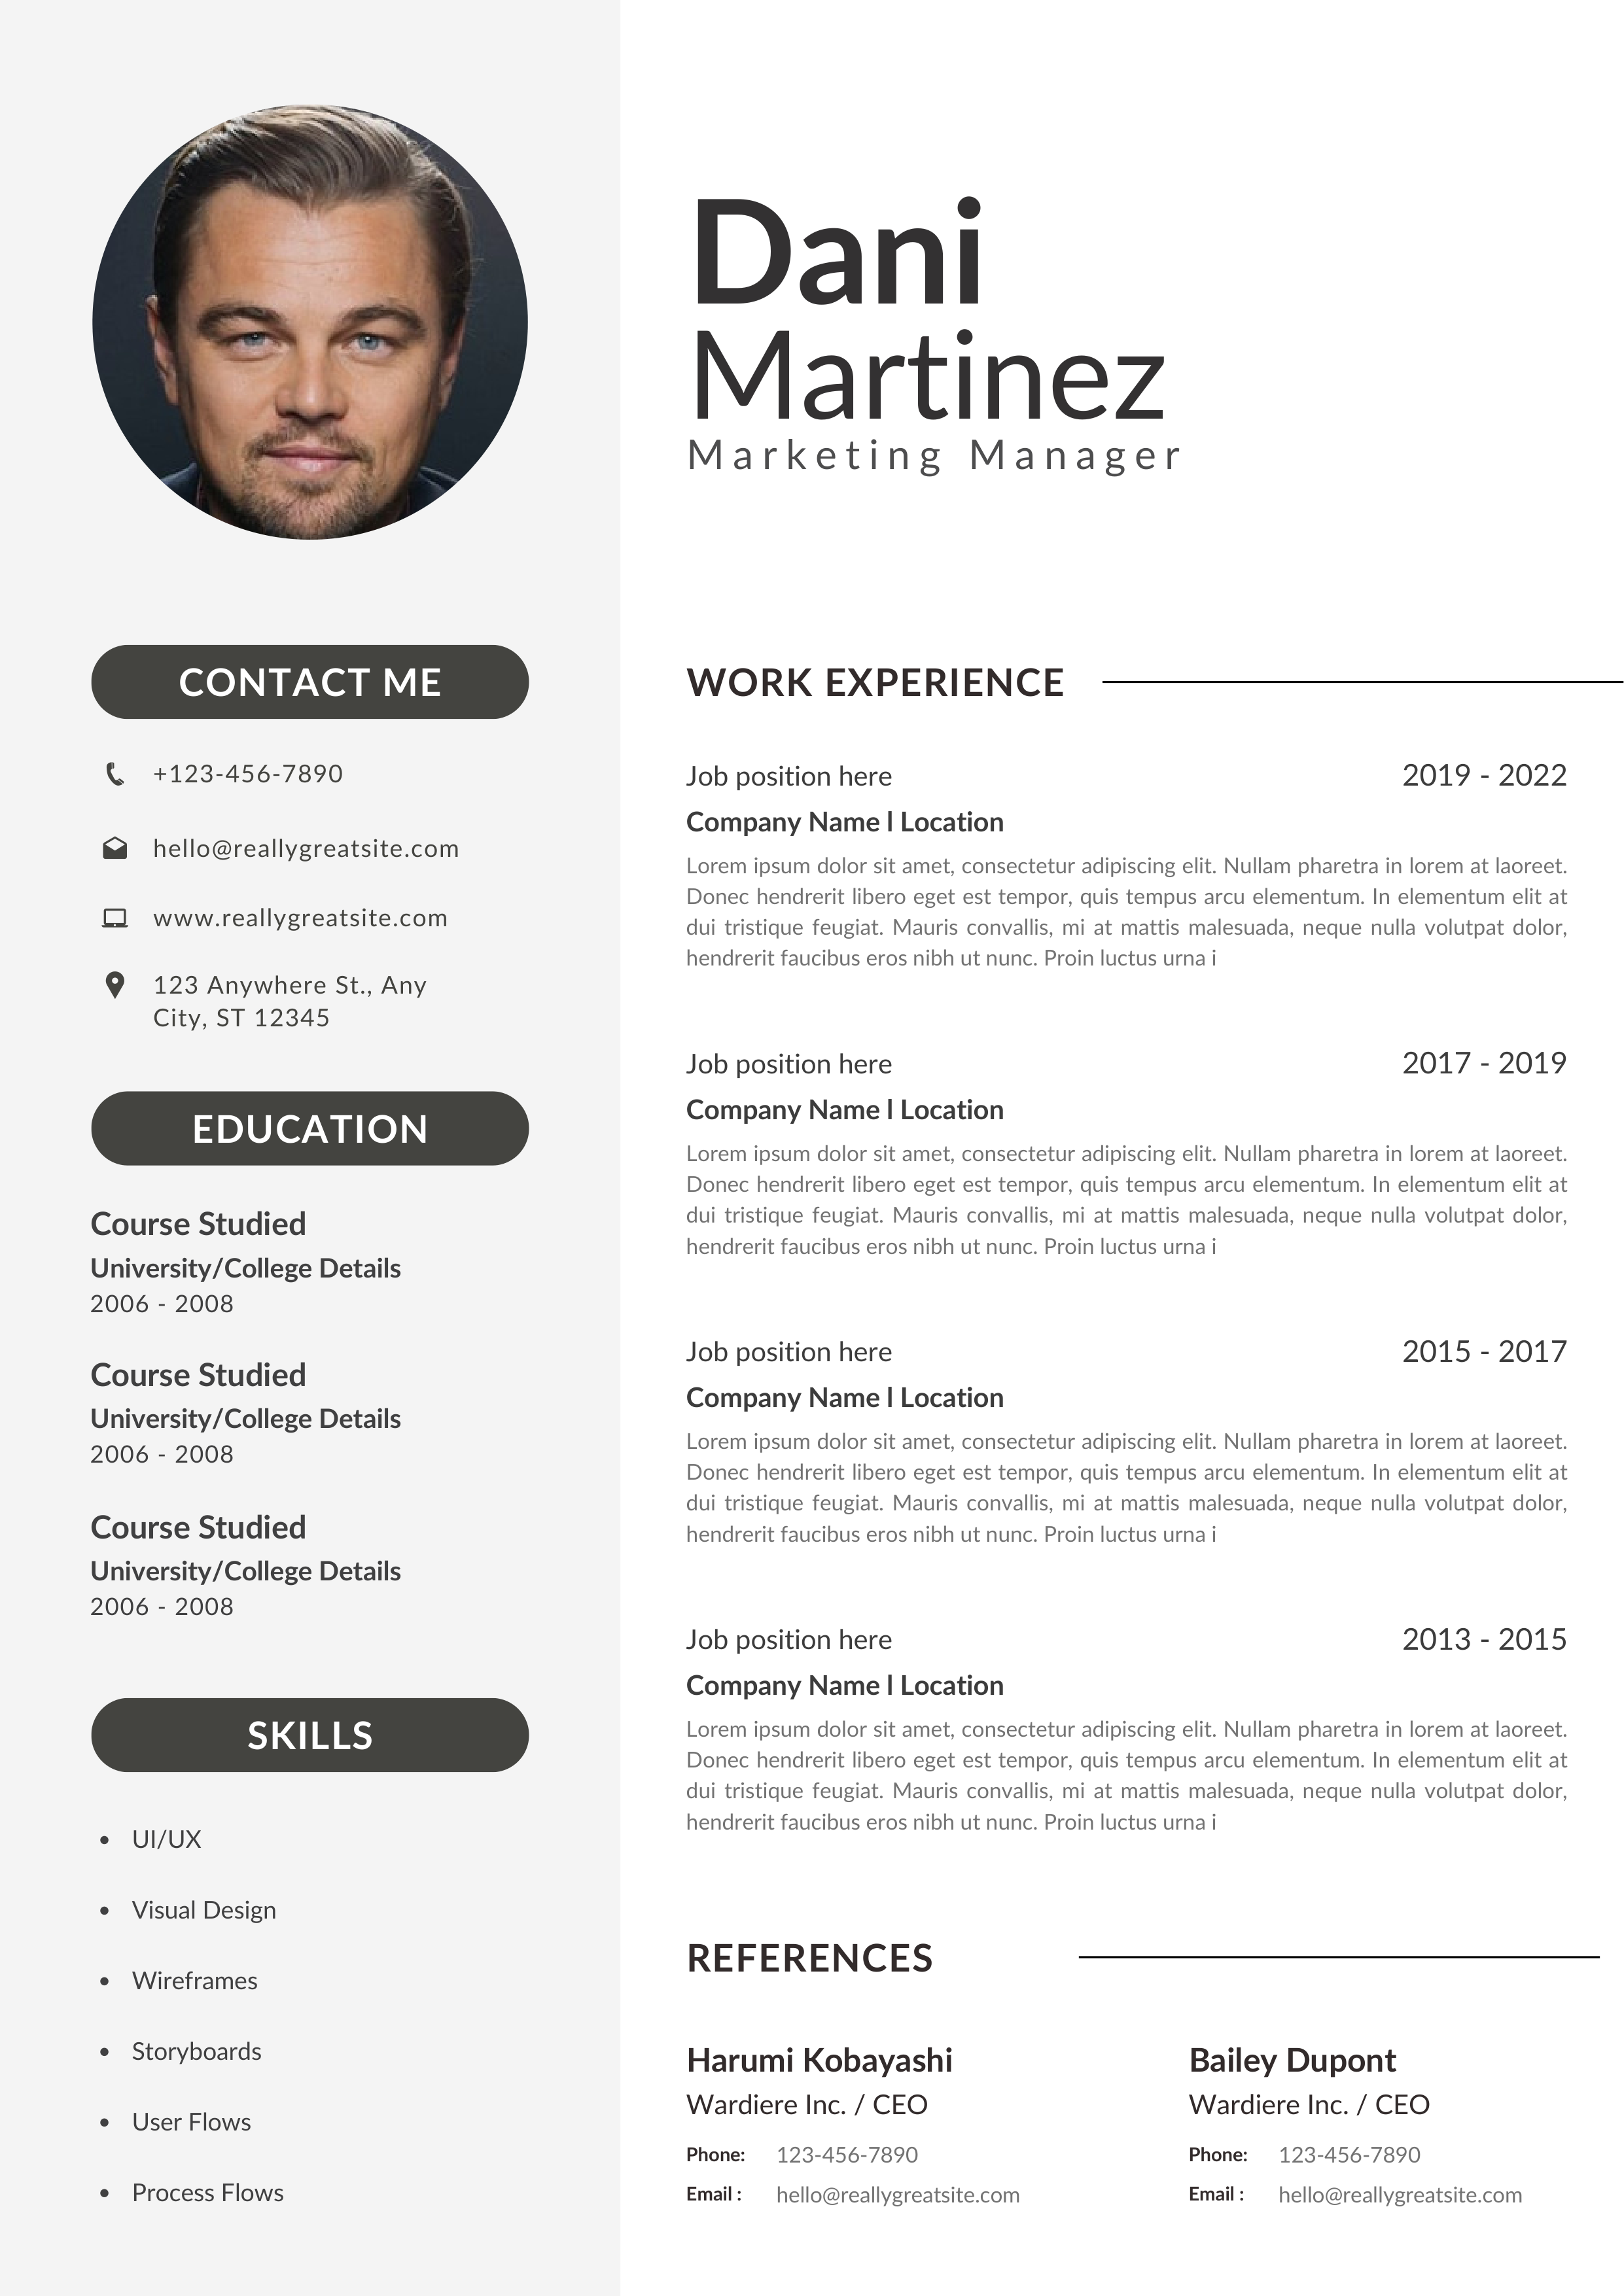 Dani
Martinez
Marketing Manager
CONTACT ME
+123-456-7890
hello@reallygreatsite.com
www.reallygreatsite.com
123 Anywhere St., Any
City, ST 12345
EDUCATION
Course Studied
University/College Details
2006 - 2008
Course Studied
University/College Details
2006 - 2008
Course Studied
University/College Details
2006 - 2008
SKILLS
• UI/UX
• Visual Design
• Wireframes
• Storyboards
• User Flows
• Process Flows
WORK EXPERIENCE
Job position here 2019 - 2022
Company Name l Location
Lorem ipsum dolor sit amet, consectetur adipiscing elit. Nullam pharetra in lorem at laoreet.
Donec hendrerit libero eget est tempor, quis tempus arcu elementum. In elementum elit at
dui tristique feugiat. Mauris convallis, mi at mattis malesuada, neque nulla volutpat dolor,
hendrerit faucibus eros nibh ut nunc. Proin luctus urna i
Job position here 2017 - 2019
Company Name l Location
Lorem ipsum dolor sit amet, consectetur adipiscing elit. Nullam pharetra in lorem at laoreet.
Donec hendrerit libero eget est tempor, quis tempus arcu elementum. In elementum elit at
dui tristique feugiat. Mauris convallis, mi at mattis malesuada, neque nulla volutpat dolor,
hendrerit faucibus eros nibh ut nunc. Proin luctus urna i
Job position here 2015 - 2017
Company Name l Location
Lorem ipsum dolor sit amet, consectetur adipiscing elit. Nullam pharetra in lorem at laoreet.
Donec hendrerit libero eget est tempor, quis tempus arcu elementum. In elementum elit at
dui tristique feugiat. Mauris convallis, mi at mattis malesuada, neque nulla volutpat dolor,
hendrerit faucibus eros nibh ut nunc. Proin luctus urna i
Job position here 2013 - 2015
Company Name l Location
Lorem ipsum dolor sit amet, consectetur adipiscing elit. Nullam pharetra in lorem at laoreet.
Donec hendrerit libero eget est tempor, quis tempus arcu elementum. In elementum elit at
dui tristique feugiat. Mauris convallis, mi at mattis malesuada, neque nulla volutpat dolor,
hendrerit faucibus eros nibh ut nunc. Proin luctus urna i
REFERENCES
Harumi Kobayashi
Wardiere Inc. / CEO
Phone: 123-456-7890
Email : hello@reallygreatsite.com
Bailey Dupont
Wardiere Inc. / CEO
Phone: 123-456-7890
Email : hello@reallygreatsite.com